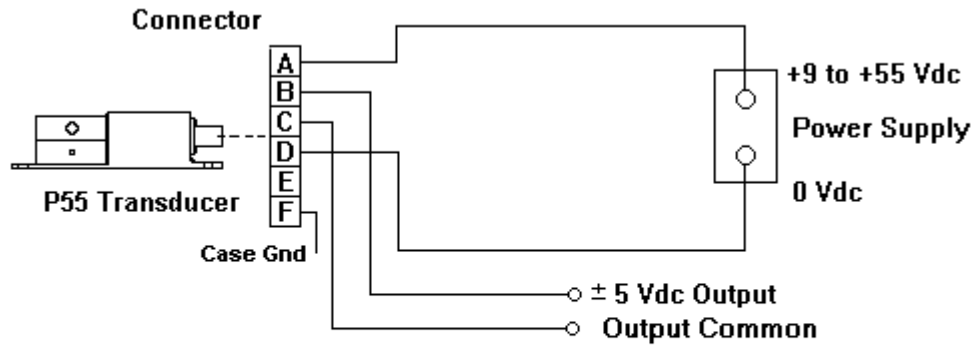 Connector
A
B
C
D
E
F
+9 to +55 Vdc
Power Supply
0 Vdc
P55 Transducer
Case Gnd
± 5 Vdc Output
Output Common